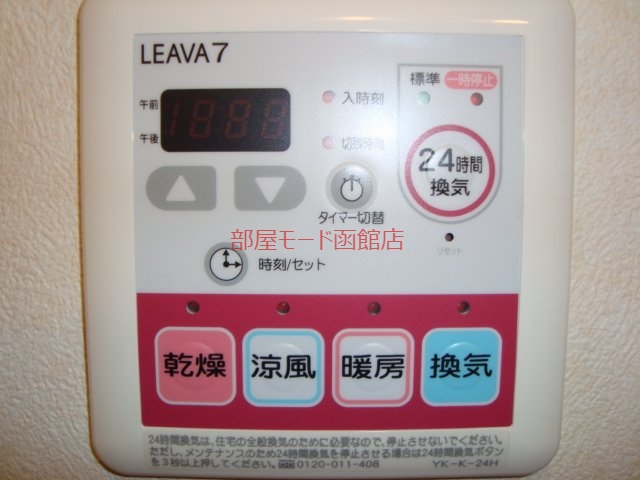 LEAVA7
標準 一時停止
午前
入時刻
午後
切残時間
24時間
換気
タイマー切替
リセット
部屋モード函館店
時刻/セット
乾燥 涼風 暖房 換気
24時間換気は、住宅の全般換気のために必要なので、停止させないでください。
ただし、メンテナンスのため24時間換気を停止させる場合は24時間換気ボタン
を3秒以上押してください。 0120-011-408 YK-K-24H